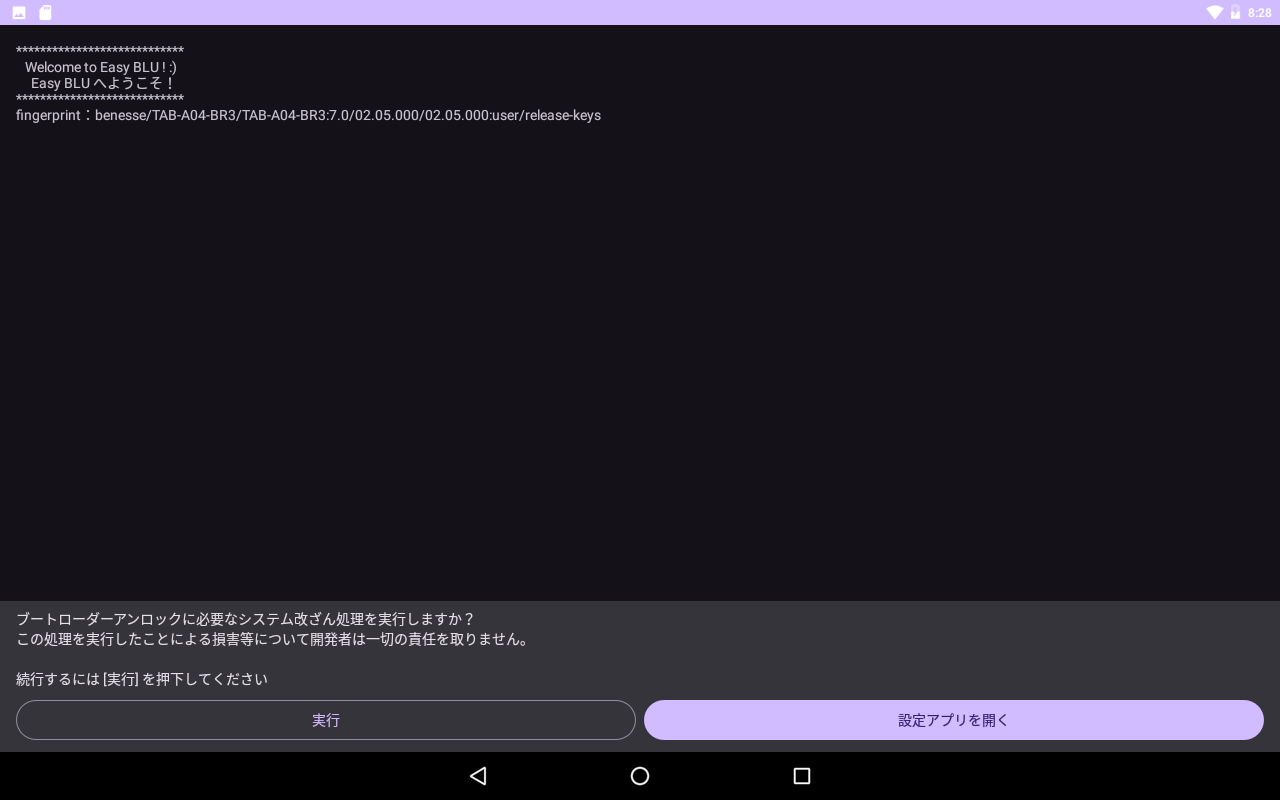 8:28
****************************
Welcome to Easy BLU ! :)
Easy BLU へようこそ！
****************************
fingerprint：benesse/TAB-A04-BR3/TAB-A04-BR3:7.0/02.05.000/02.05.000:user/release-keys
ブートローダーアンロックに必要なシステム改ざん処理を実行しますか？
この処理を実行したことによる損害等について開発者は一切の責任を取りません。
続行するには [実行] を押下してください
実行
設定アプリを開く